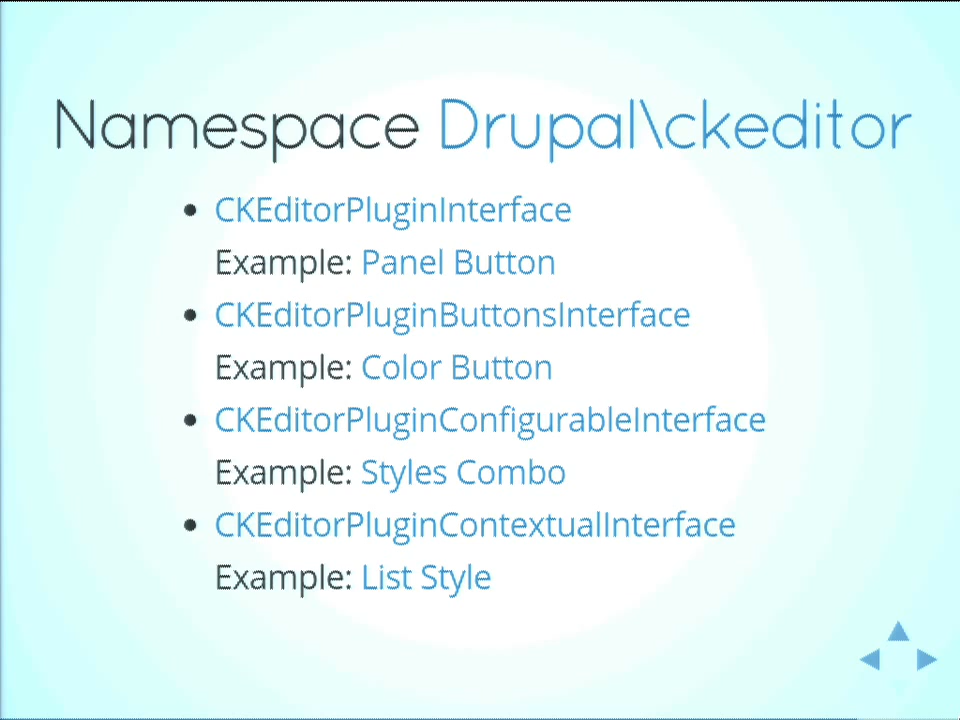 Namespace Drupal\ckeditor
• CKEditorPluginInterface
Example: Panel Button
• CKEditorPluginButtonsInterface
Example: Color Button
• CKEditorPluginConfigurableInterface
Example: Styles Combo
• CKEditorPluginContextualInterface
Example: List Style